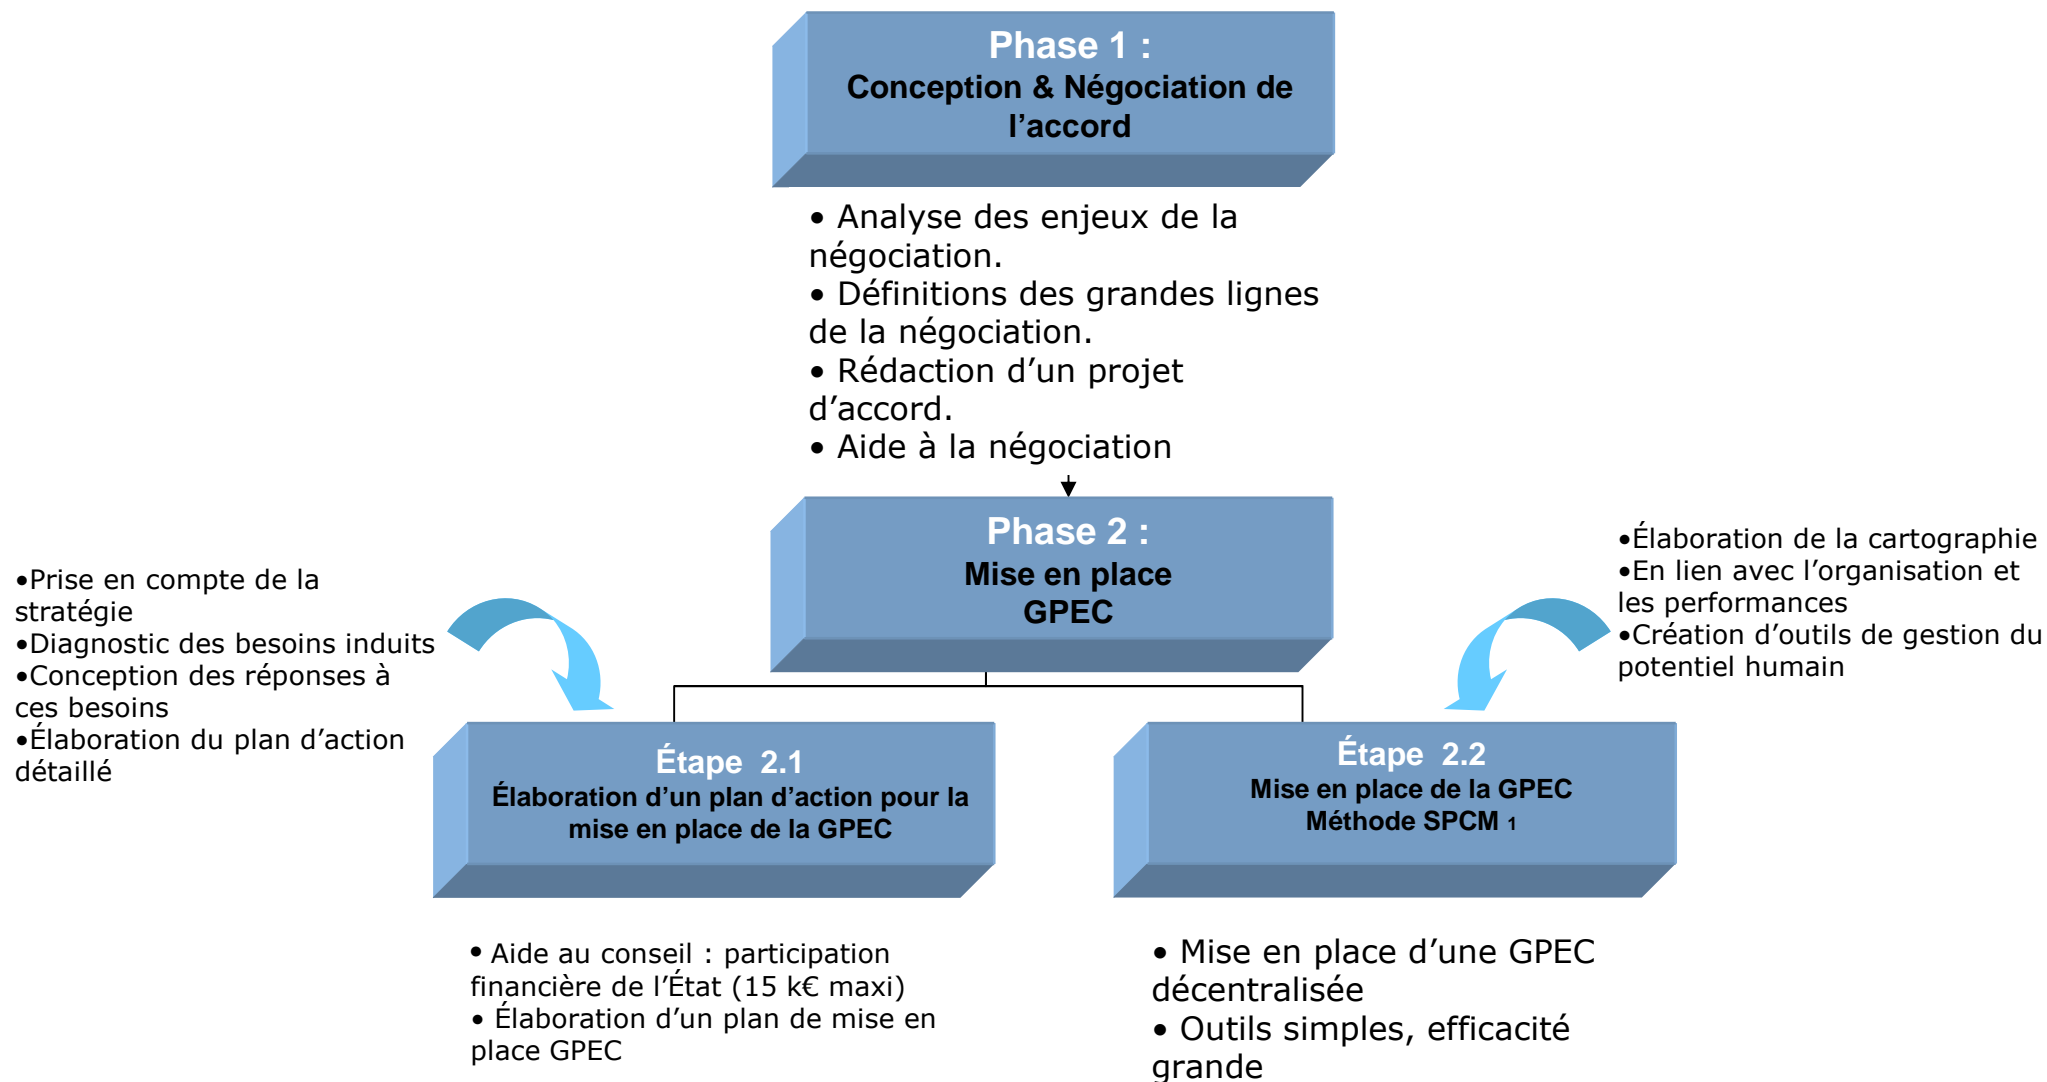 Phase 1 :
Conception & Négociation de
l’accord
• Analyse des enjeux de la
négociation.
• Définitions des grandes lignes
de la négociation.
• Rédaction d’un projet
d’accord.
• Aide à la négociation
Phase 2 :
Mise en place
GPEC
•Prise en compte de la
stratégie
•Diagnostic des besoins induits
•Conception des réponses à
ces besoins
•Élaboration du plan d’action
détaillé
•Élaboration de la cartographie
•En lien avec l’organisation et
les performances
•Création d’outils de gestion du
potentiel humain
Étape 2.1
Élaboration d’un plan d’action pour la
mise en place de la GPEC
Étape 2.2
Mise en place de la GPEC
Méthode SPCM 1
• Aide au conseil : participation
financière de l’État (15 k€ maxi)
• Élaboration d’un plan de mise en
place GPEC
• Mise en place d’une GPEC
décentralisée
• Outils simples, efficacité
grande